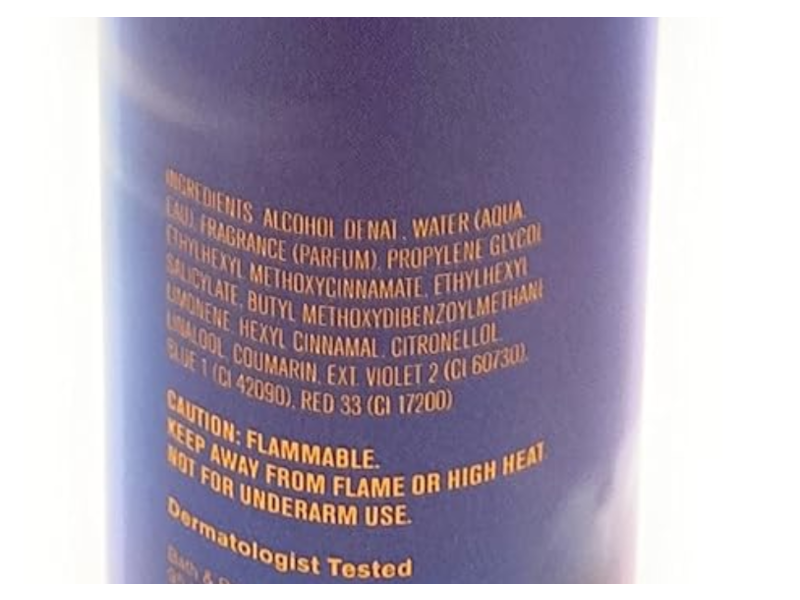 INGREDIENTS: ALCOHOL DENAT., WATER (AQUA,
EAU), FRAGRANCE (PARFUM), PROPYLENE GLYCOL
ETHYLHEXYL METHOXYCINNAMATE, ETHYLHEXYL
SALICYLATE, BUTYL METHOXYDIBENZOYLMETHANE
LIMONENE, HEXYL CINNAMAL, CITRONELLOL,
LINALOOL, COUMARIN, EXT. VIOLET 2 (CI 60730),
BLUE 1 (CI 42090), RED 33 (CI 17200)
CAUTION: FLAMMABLE.
KEEP AWAY FROM FLAME OR HIGH HEAT.
NOT FOR UNDERARM USE.
Dermatologist Tested
Bath &